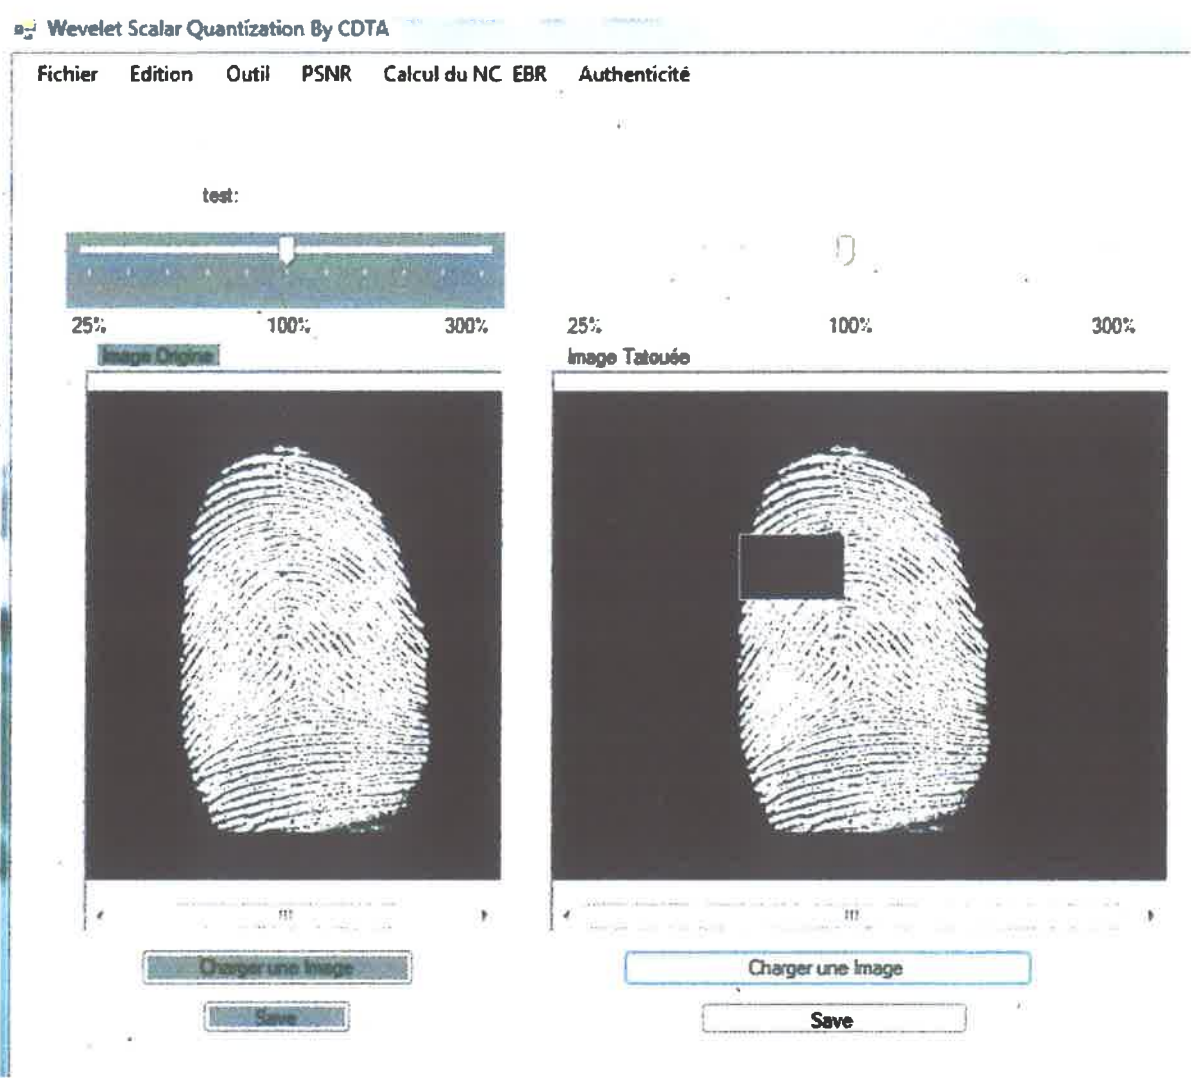 Wevelet Scalar Quantization By CDTA
Fichier Edition Outil PSNR Calcul du NC EBR Authenticité
test:
25% 100% 300% 25% 100% 300%
Image Origine Image Tatouée
Charger une Image Charger une Image
Save Save